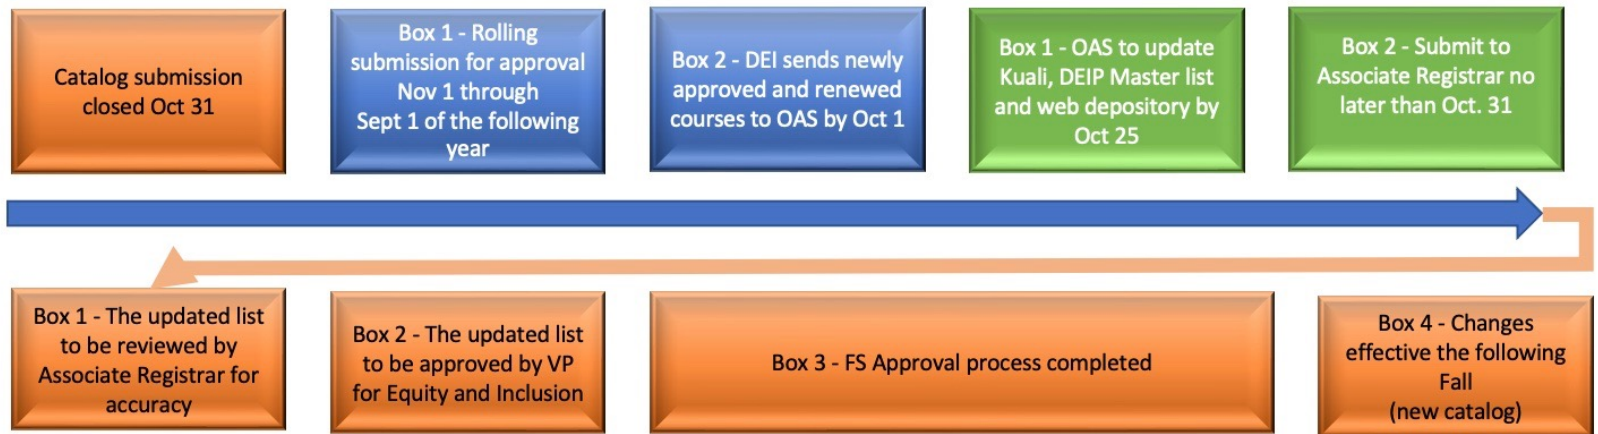 Catalog submission
closed Oct 31
Box 1 - Rolling
submission for approval
Nov 1 through
Sept 1 of the following
year
Box 2 - DEI sends newly
approved and renewed
courses to OAS by Oct 1
Box 1 - OAS to update
Kuali, DEIP Master list
and web depository by
Oct 25
Box 2 - Submit to
Associate Registrar no
later than Oct. 31
Box 1 - The updated list
to be reviewed by
Associate Registrar for
accuracy
Box 2 - The updated list
to be approved by VP
for Equity and Inclusion
Box 3 - FS Approval process completed
Box 4 - Changes
effective the following
Fall
(new catalog)